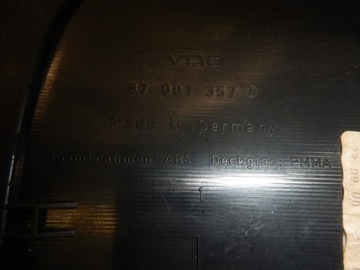 VDO
87 001 357
Made in Germany
Frontrahmen: ABS Deckglas: PMMA
1